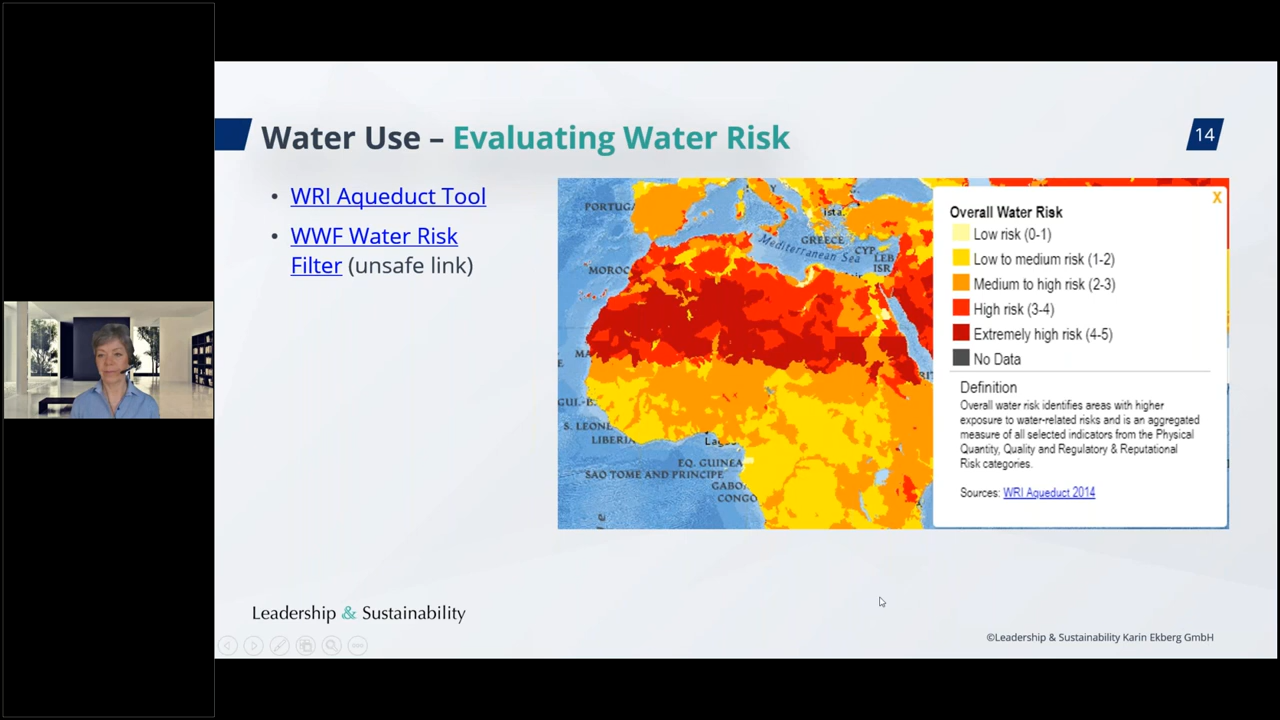 Water Use – Evaluating Water Risk
14
• WRI Aqueduct Tool
• WWF Water Risk
Filter (unsafe link)
PORTUGA
Y
ista.
GREECE
CYP
Mediterranean Sea
LEB
ISR
MOROC
MA
E
GUI.-B.
S. LEONE
LIBERIA
Lago
EQ. GUINEA
SAO TOME AND PRINCIPE
GABO
CONGO
X
Overall Water Risk
Low risk (0-1)
Low to medium risk (1-2)
Medium to high risk (2-3)
High risk (3-4)
Extremely high risk (4-5)
No Data
Definition
Overall water risk identifies areas with higher
exposure to water-related risks and is an aggregated
measure of all selected indicators from the Physical
Quantity, Quality and Regulatory & Reputational
Risk categories.
Sources: WRI Aqueduct 2014
Leadership & Sustainability
©Leadership & Sustainability Karin Ekberg GmbH